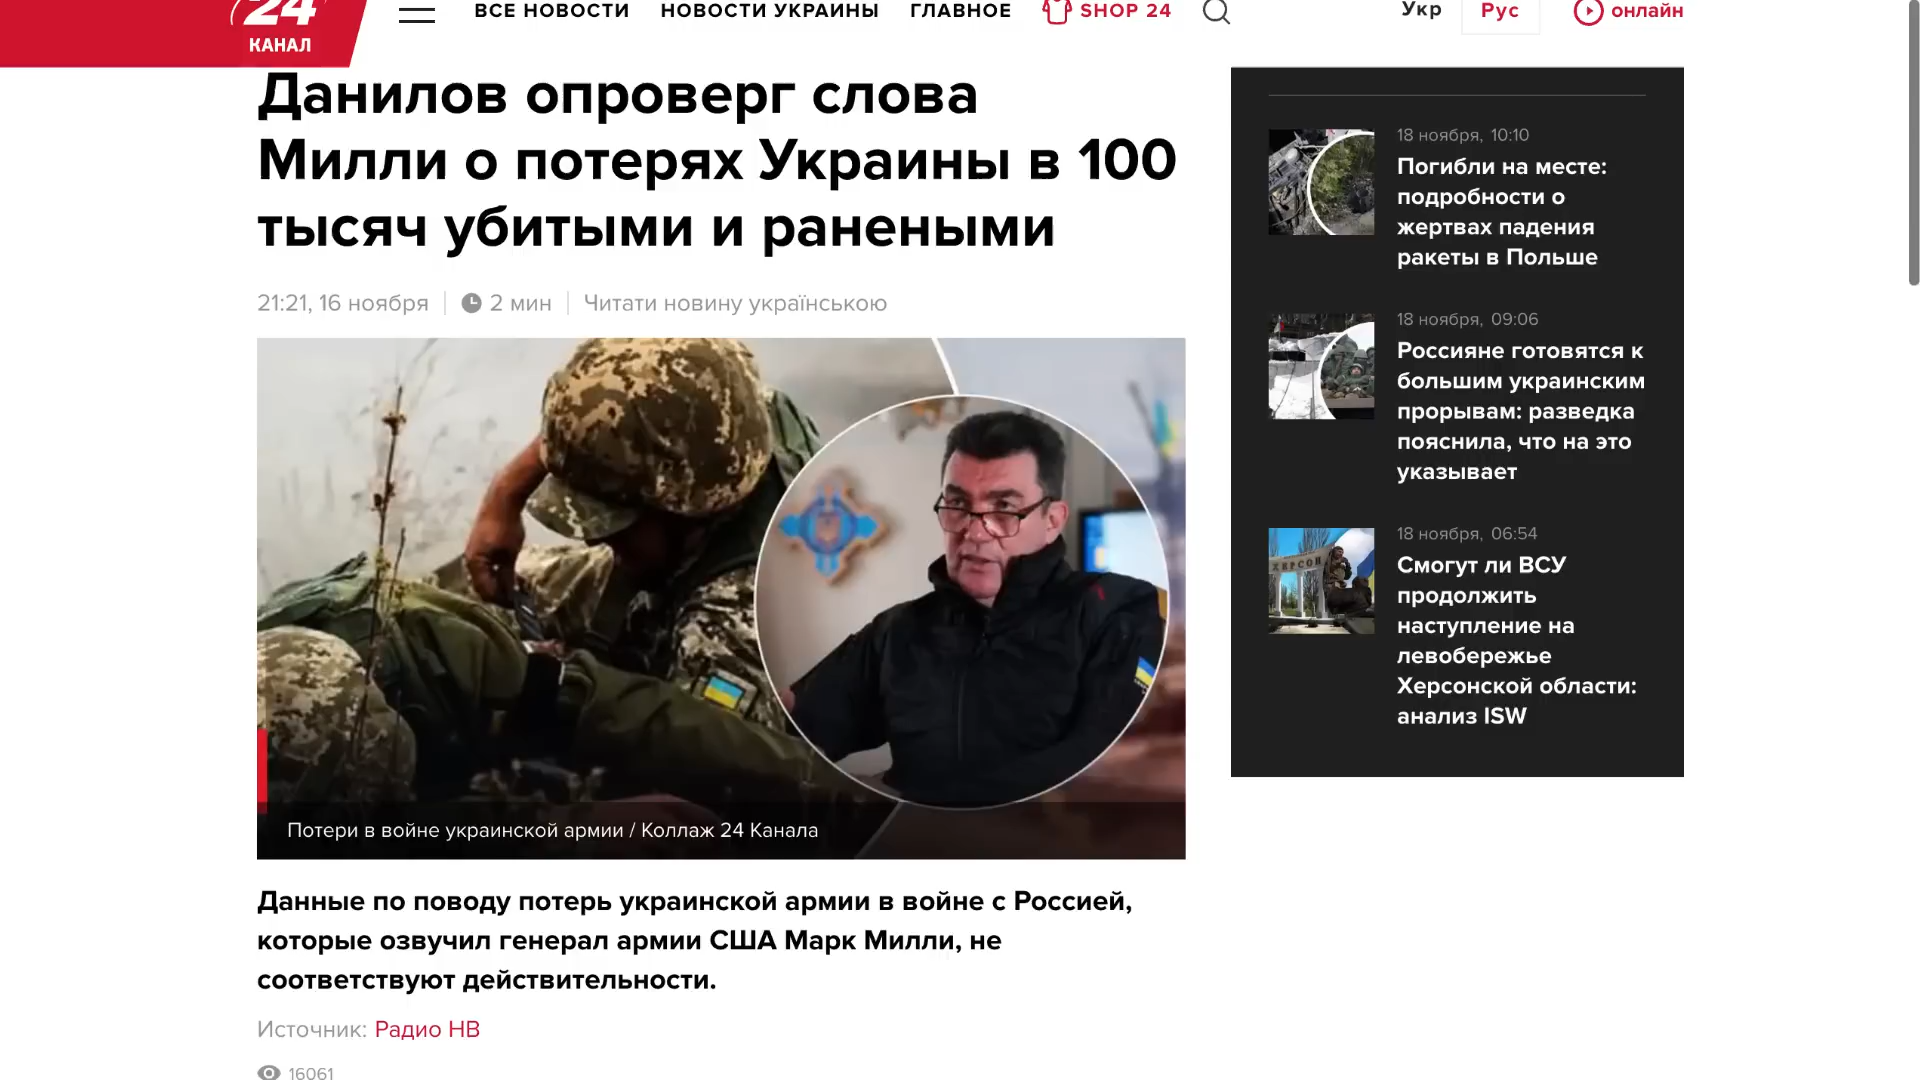 24
КАНАЛ
ВСЕ НОВОСТИ
НОВОСТИ УКРАИНЫ
ГЛАВНОЕ
SHOP 24
Укр
Рус
онлайн
Данилов опроверг слова
Милли о потерях Украины в 100
тысяч убитыми и ранеными
21:21, 16 ноября
2 мин
Читати новину українською
Потери в войне украинской армии / Коллаж 24 Канала
Данные по поводу потерь украинской армии в войне с Россией,
которые озвучил генерал армии США Марк Милли, не
соответствуют действительности.
Источник: Радио НВ
16061
18 ноября, 10:10
Погибли на месте:
подробности о
жертвах падения
ракеты в Польше
18 ноября, 09:06
Россияне готовятся к
большим украинским
прорывам: разведка
пояснила, что на это
указывает
18 ноября, 06:54
ХЕРСОН
Смогут ли ВСУ
продолжить
наступление на
левобережье
Херсонской области:
анализ ISW